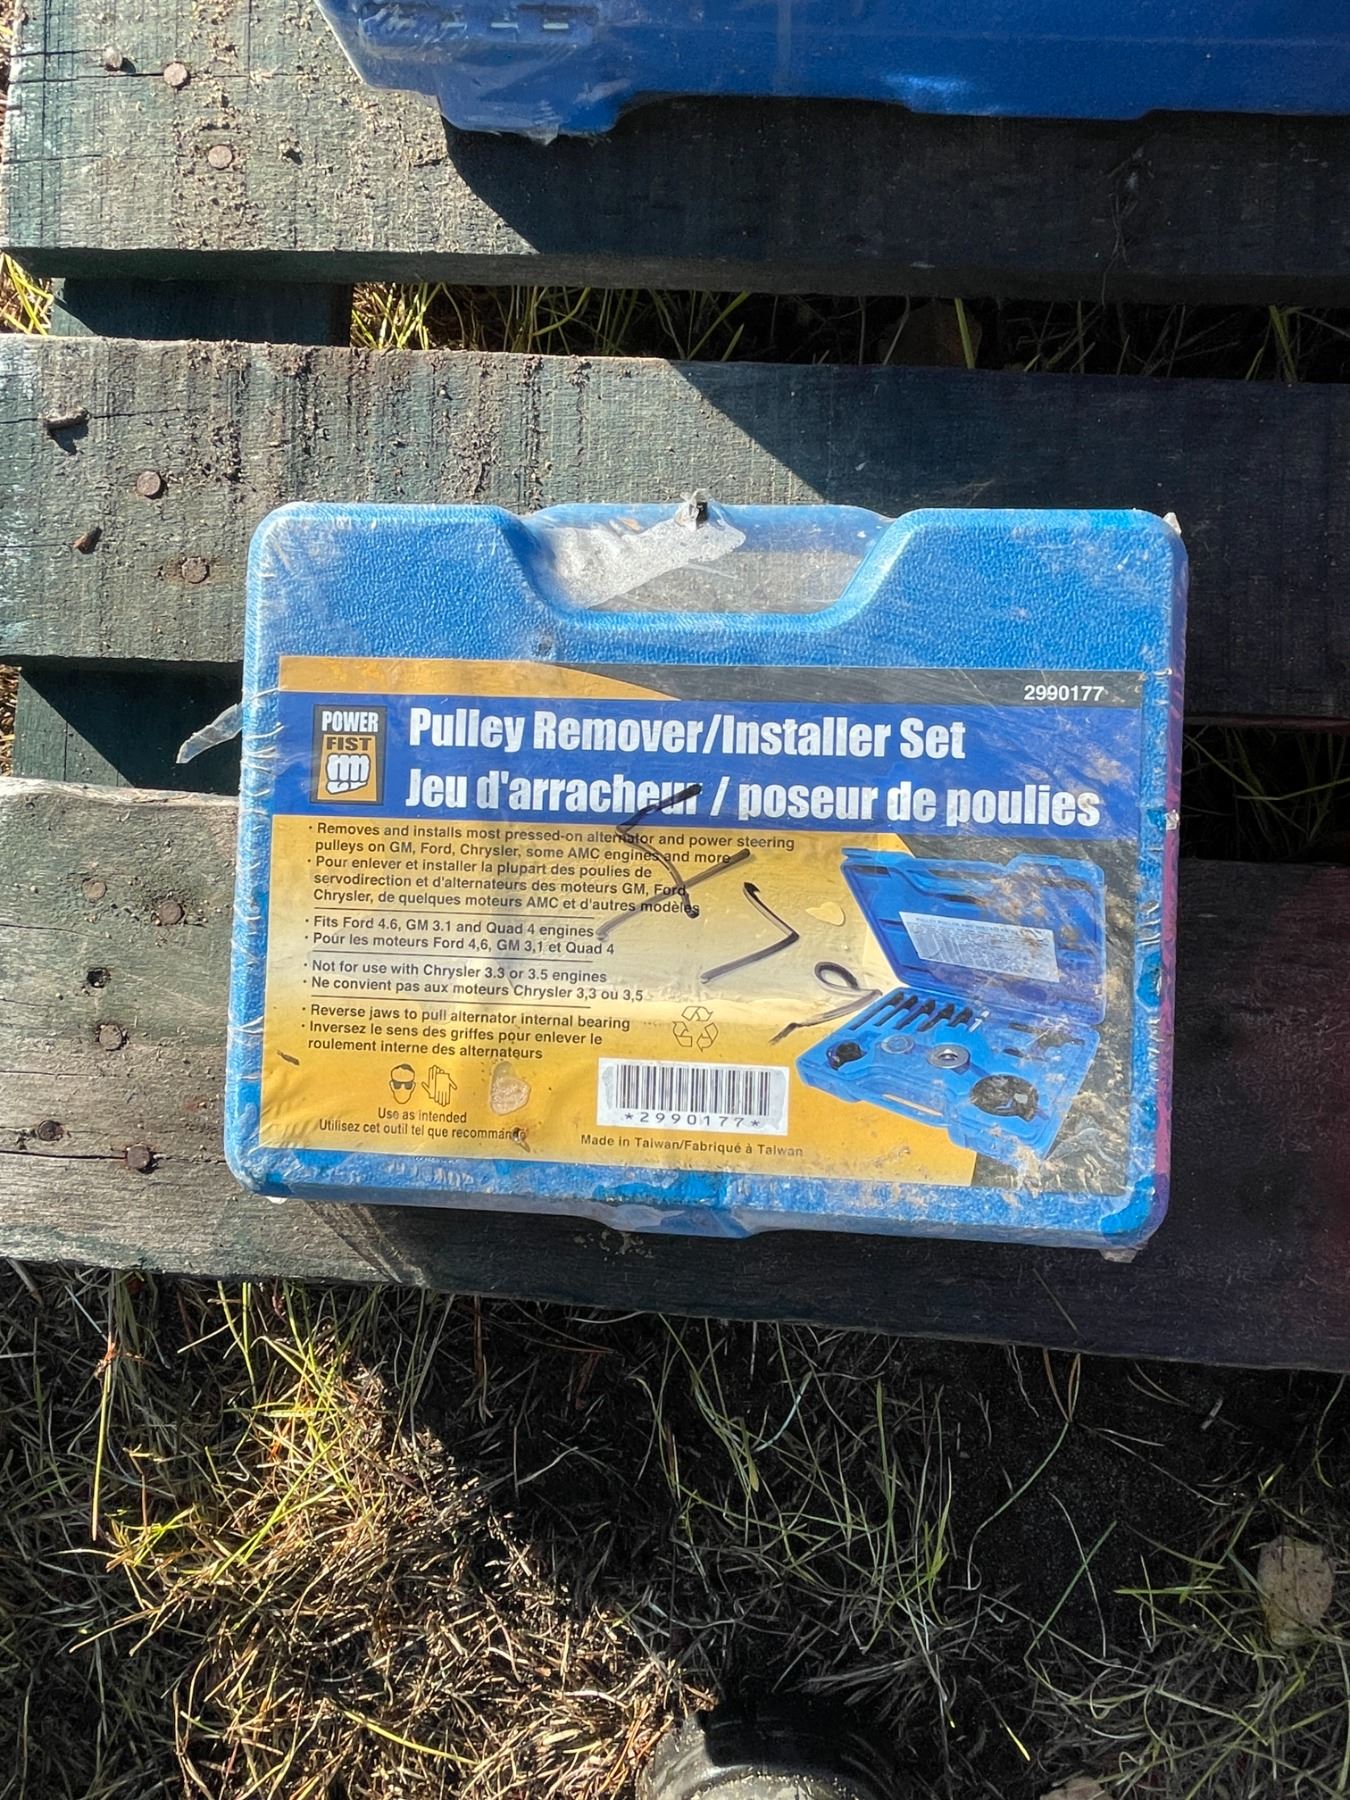 2990177
POWER
FIST
Pulley Remover/Installer Set
Jeu d'arracheur / poseur de poulies
• Removes and installs most pressed-on alternator and power steering
pulleys on GM, Ford, Chrysler, some AMC engines and more
• Pour enlever et installer la plupart des poulies de
servodirection et d'alternateurs des moteurs GM, Ford,
Chrysler, de quelques moteurs AMC et d'autres modèles
• Fits Ford 4.6, GM 3.1 and Quad 4 engines
• Pour les moteurs Ford 4,6, GM 3,1 et Quad 4
• Not for use with Chrysler 3.3 or 3.5 engines
• Ne convient pas aux moteurs Chrysler 3,3 ou 3,5
• Reverse jaws to pull alternator internal bearing
• Inversez le sens des griffes pour enlever le
roulement interne des alternateurs
Use as intended
Utilisez cet outil tel que recommandé
*2990177*
Made in Taiwan/Fabriqué à Taiwan